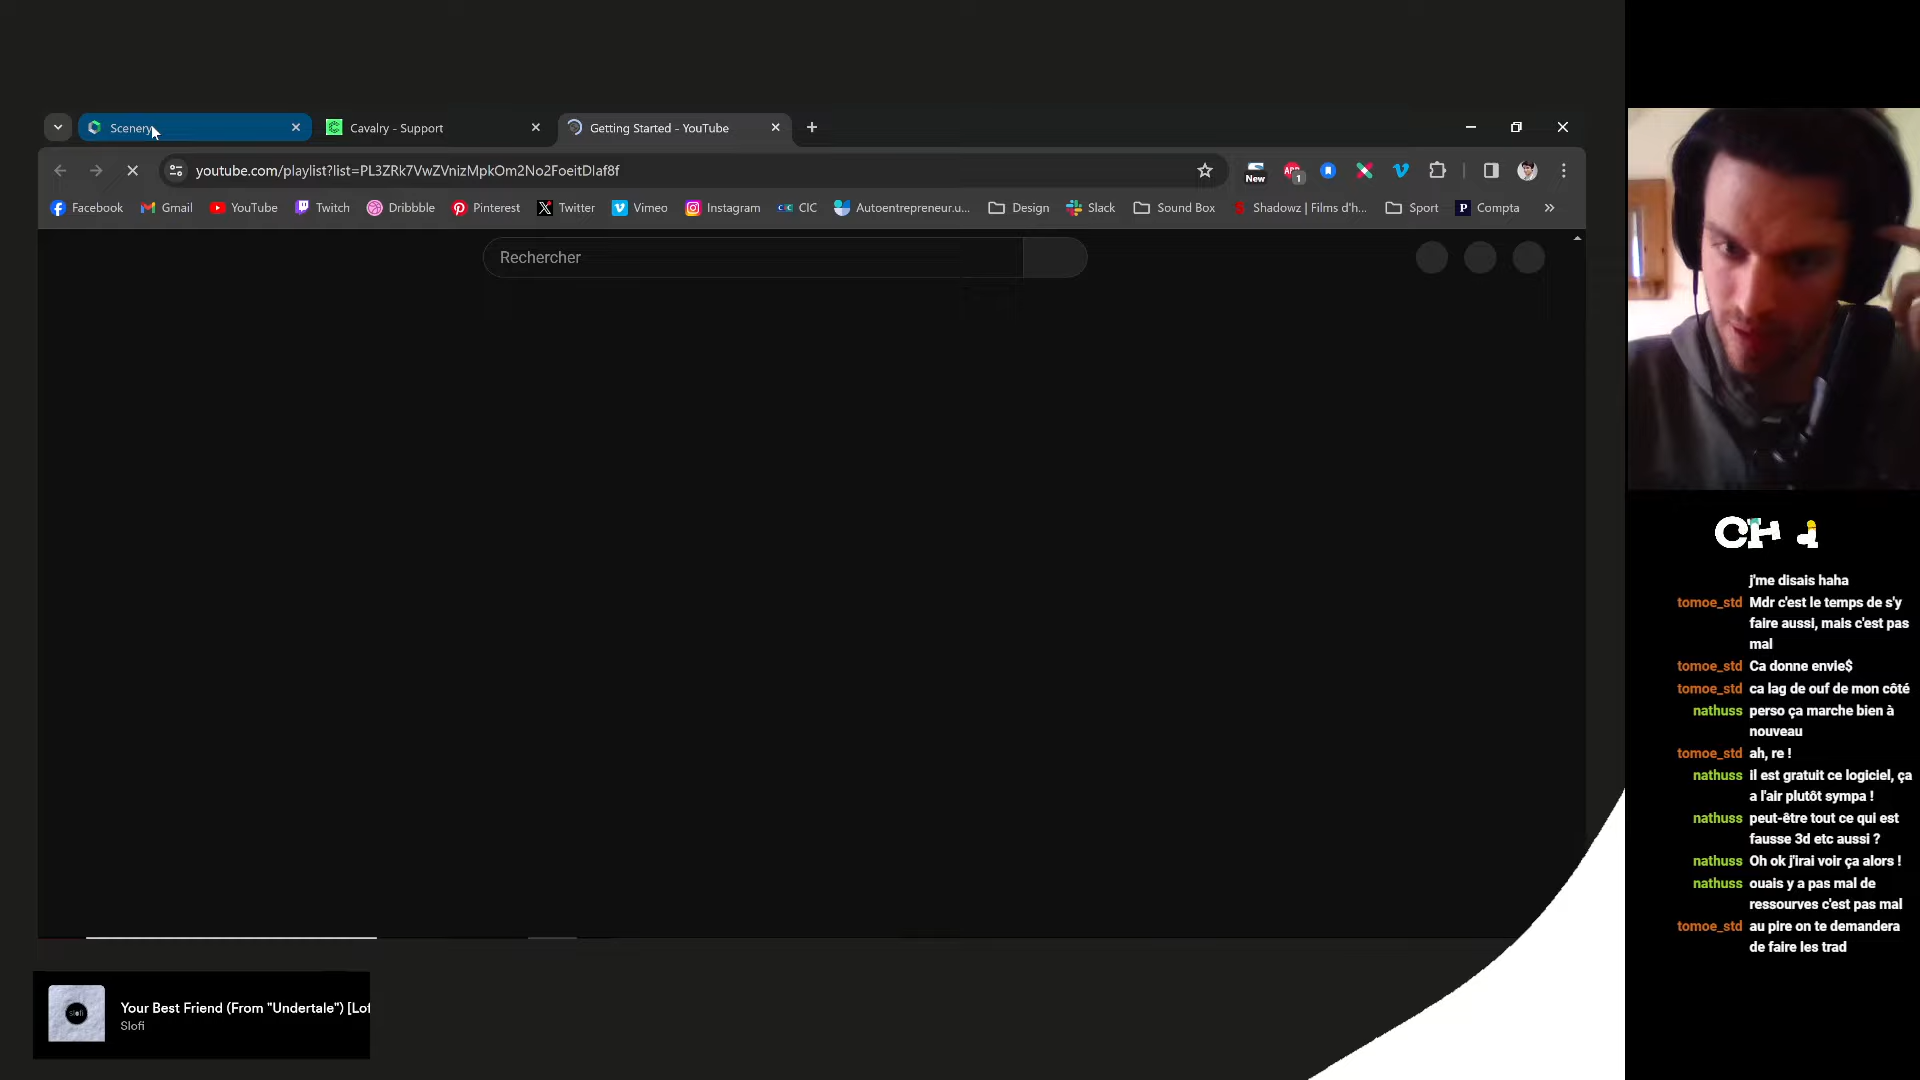 Scenery
Cavalry - Support
Getting Started - YouTube
youtube.com/playlist?list=PL3ZRk7VwZVnizMpkOm2No2FoeitDlaf8f
New
ABP
1
Facebook
Gmail
YouTube
Twitch
Dribbble
Pinterest
Twitter
Vimeo
Instagram
CIC
Autoentrepreneur.u...
Design
Slack
Sound Box
Shadowz | Films d'h...
Sport
Compta
Rechercher
j'me disais haha
tomoe_std Mdr c'est le temps de s'y
faire aussi, mais c'est pas
mal
tomoe_std Ca donne envie$
tomoe_std ca lag de ouf de mon côté
nathuss perso ça marche bien à
nouveau
tomoe_std ah, re !
nathuss il est gratuit ce logiciel, ça
a l'air plutôt sympa !
nathuss peut-être tout ce qui est
fausse 3d etc aussi ?
nathuss Oh ok j'irai voir ça alors !
nathuss ouais y a pas mal de
ressourves c'est pas mal
tomoe_std au pire on te demandera
de faire les trad
slofi
Your Best Friend (From "Undertale") [Lof
Slofi